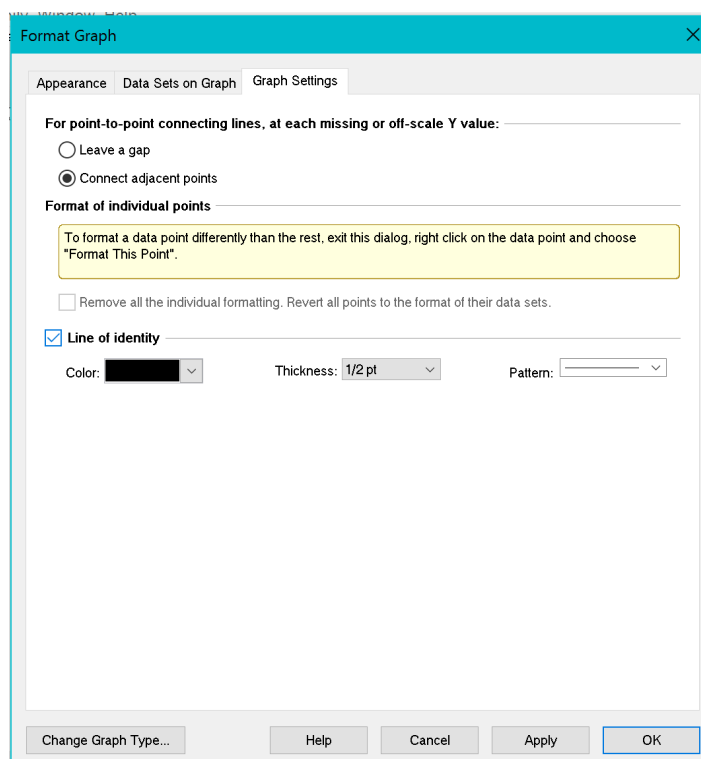 Window Help
Format Graph
Appearance Data Sets on Graph Graph Settings
For point-to-point connecting lines, at each missing or off-scale Y value:
Leave a gap
Connect adjacent points
Format of individual points
To format a data point differently than the rest, exit this dialog, right click on the data point and choose
"Format This Point".
Remove all the individual formatting. Revert all points to the format of their data sets.
Line of identity
Color: Thickness: 1/2 pt Pattern:
Change Graph Type... Help Cancel Apply OK